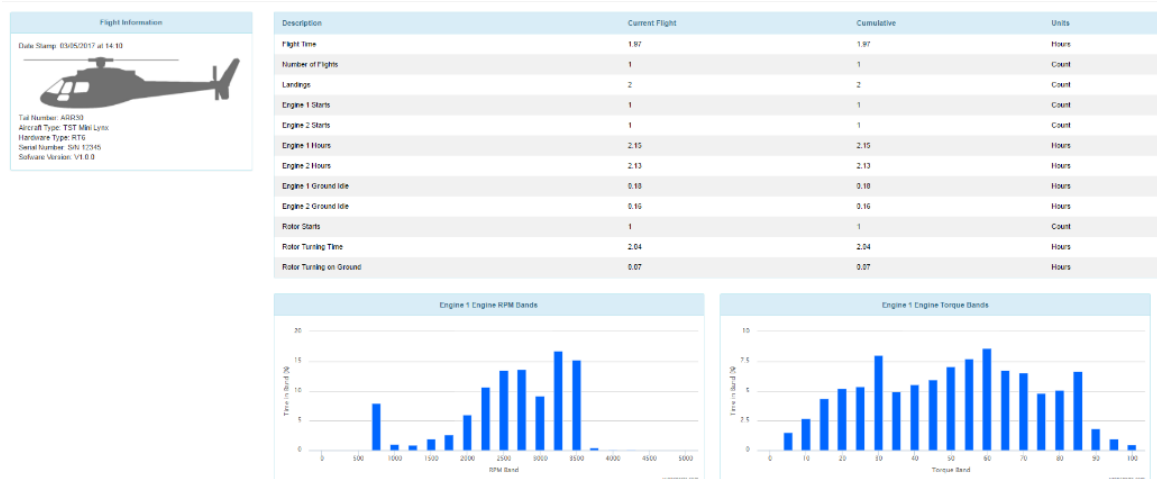 Flight Information
Date Stamp: 03/05/2017 at 14:10
Tail Number: ARR30
Aircraft Type: TST Mini Lynx
Hardware Type: RT6
Serial Number: S/N 12345
Sofware Version: V1.0.0
Description Current Flight Cumulative Units
Flight Time 1.97 1.97 Hours
Number of Flights 1 1 Count
Landings 2 2 Count
Engine 1 Starts 1 1 Count
Engine 2 Starts 1 1 Count
Engine 1 Hours 2.15 2.15 Hours
Engine 2 Hours 2.13 2.13 Hours
Engine 1 Ground Idle 0.18 0.18 Hours
Engine 2 Ground Idle 0.16 0.16 Hours
Rotor Starts 1 1 Count
Rotor Turning Time 2.04 2.04 Hours
Rotor Turning on Ground 0.07 0.07 Hours
Engine 1 Engine RPM Bands
Time in Band (%)
20
15
10
5
0
0 500 1000 1500 2000 2500 3000 3500 4000 4500 5000
RPM Band
Engine 1 Engine Torque Bands
Time in Band (%)
10
7.5
5
2.5
0
0 10 20 30 40 50 60 70 80 90 100
Torque Band